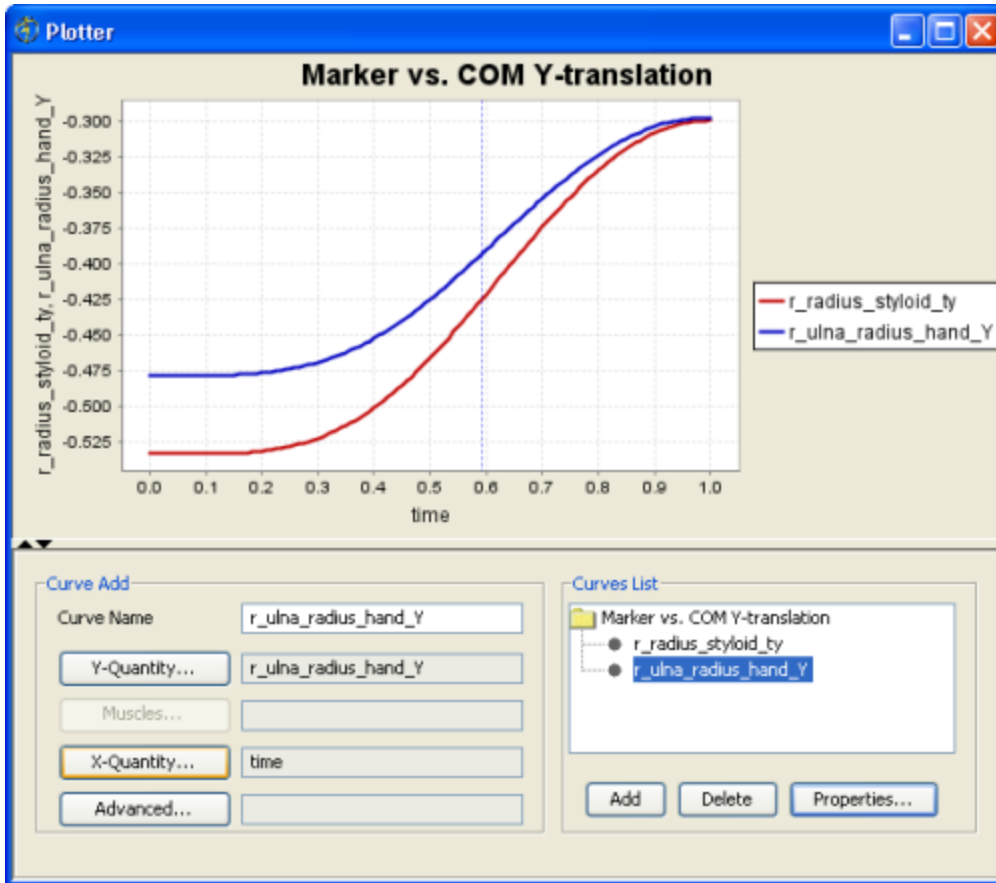 Plotter
Marker vs. COM Y-translation
r_radius_styloid_ty, r_ulna_radius_hand_Y
-0.300
-0.325
-0.350
-0.375
-0.400
-0.425
-0.450
-0.475
-0.500
-0.525
0.0 0.1 0.2 0.3 0.4 0.5 0.6 0.7 0.8 0.9 1.0
time
r_radius_styloid_ty
r_ulna_radius_hand_Y
Curve Add
Curve Name r_ulna_radius_hand_Y
Y-Quantity... r_ulna_radius_hand_Y
Muscles...
X-Quantity... time
Advanced...
Curves List
Marker vs. COM Y-translation
r_radius_styloid_ty
r_ulna_radius_hand_Y
Add Delete Properties...